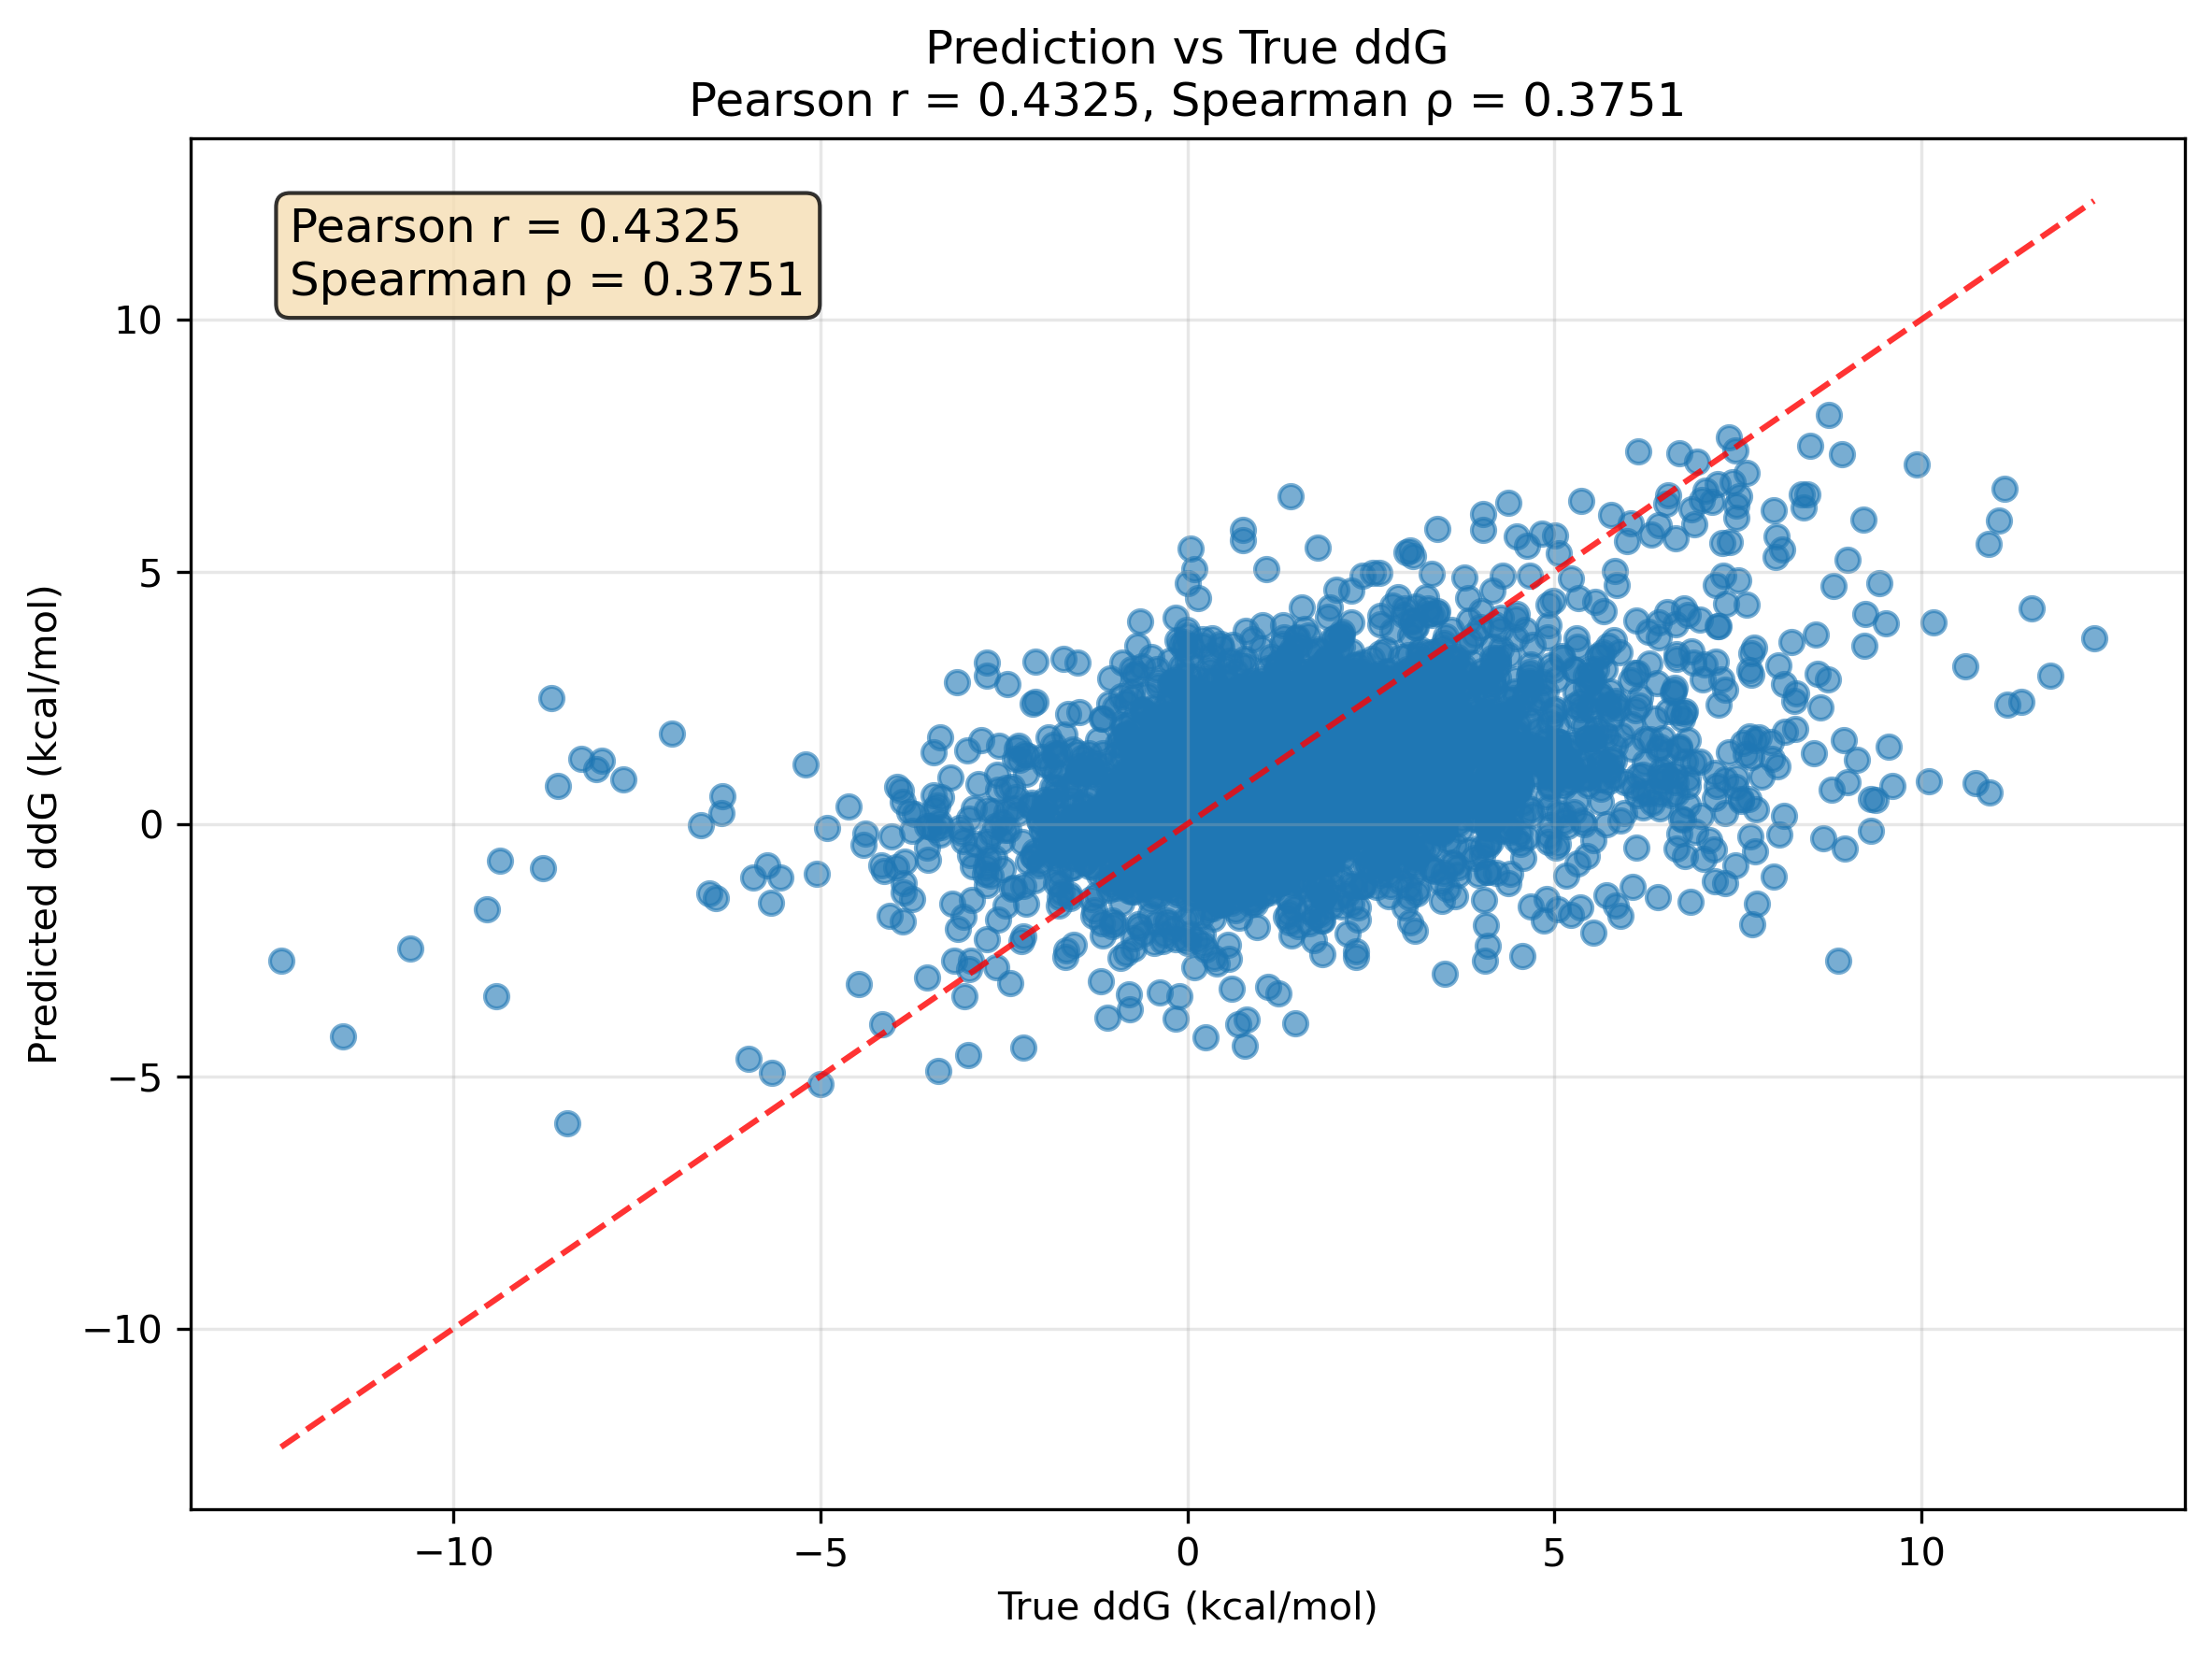 Prediction vs True ddG
Pearson r = 0.4325, Spearman ρ = 0.3751
Pearson r = 0.4325
Spearman ρ = 0.3751
10
5
0
−5
−10
Predicted ddG (kcal/mol)
−10
−5
0
5
10
True ddG (kcal/mol)